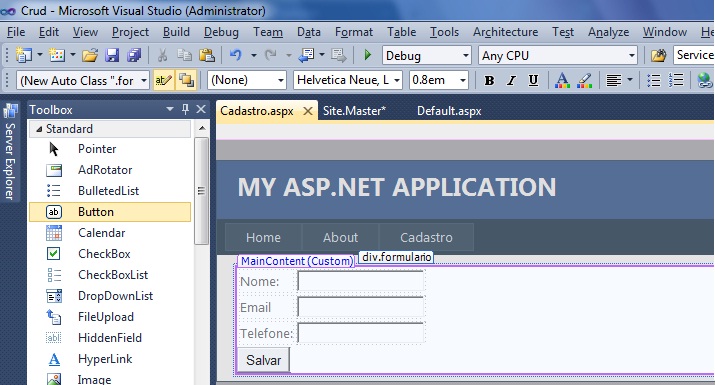 Crud - Microsoft Visual Studio (Administrator)
File Edit View Project Build Debug Team Data Format Table Tools Architecture Test Analyze Window
Debug Any CPU Service
(New Auto Class ".for (None) Helvetica Neue, L 0.8em B I U A
Server Explorer
Toolbox
Standard
Pointer
AdRotator
BulletedList
ab Button
Calendar
CheckBox
CheckBoxList
DropDownList
FileUpload
ab HiddenField
A HyperLink
Image
Cadastro.aspx Site.Master* Default.aspx
MY ASP.NET APPLICATION
Home About Cadastro
MainContent (Custom) div.formulario
Nome:
Email
Telefone:
Salvar